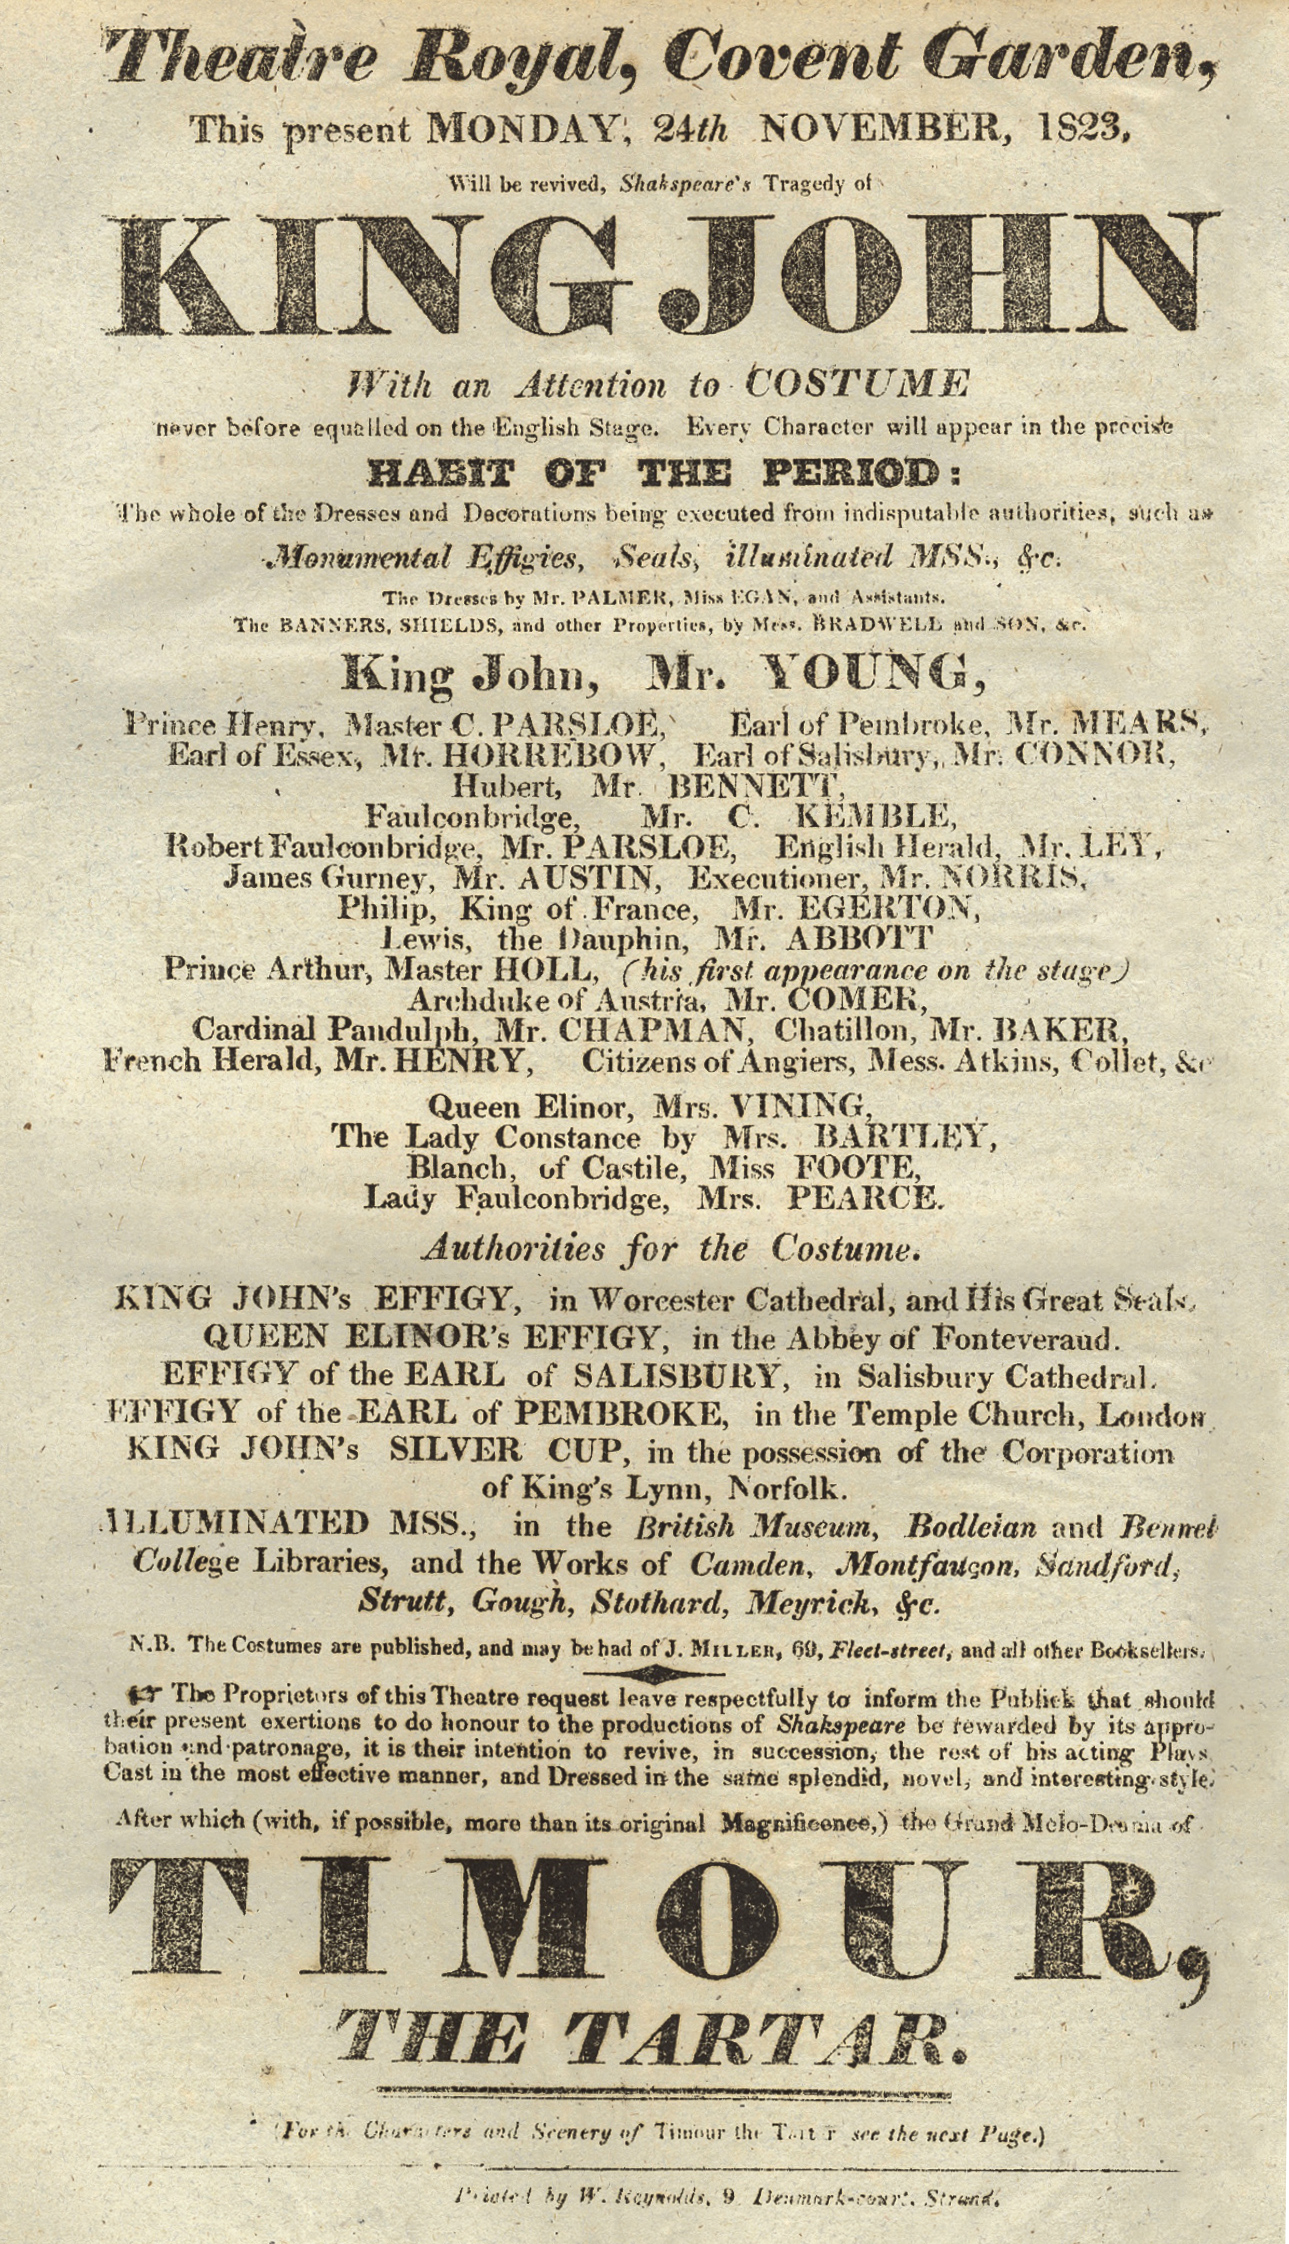 Theatre Royal, Covent Garden,
This present MONDAY, 24th NOVEMBER, 1823,
Will be revived, Shakspeare's Tragedy of
KING JOHN
With an Attention to COSTUME
never before equalled on the English Stage. Every Character will appear in the precise
HABIT OF THE PERIOD:
The whole of the Dresses and Decorations being executed from indisputable authorities, such as
Monumental Effigies, Seals, illuminated MSS., &c.
The Dresses by Mr. PALMER, Miss EGAN, and Assistants.
The BANNERS, SHIELDS, and other Properties, by Mess. BRADWELL and SON, &c.
King John, Mr. YOUNG,
Prince Henry, Master C. PARSLOE, Earl of Pembroke, Mr. MEARS,
Earl of Essex, Mr. HORREBOW, Earl of Salisbury, Mr. CONNOR,
Hubert, Mr. BENNETT,
Faulconbridge, Mr. C. KEMBLE,
Robert Faulconbridge, Mr. PARSLOE, English Herald, Mr. LEY,
James Gurney, Mr. AUSTIN, Executioner, Mr. NORRIS,
Philip, King of France, Mr. EGERTON,
Lewis, the Dauphin, Mr. ABBOTT
Prince Arthur, Master HOLL, (his first appearance on the stage)
Archduke of Austria, Mr. COMER,
Cardinal Pandulph, Mr. CHAPMAN, Chatillon, Mr. BAKER,
French Herald, Mr. HENRY, Citizens of Angiers, Mess. Atkins, Collet, &c
Queen Elinor, Mrs. VINING,
The Lady Constance by Mrs. BARTLEY,
Blanch, of Castile, Miss FOOTE,
Lady Faulconbridge, Mrs. PEARCE.
Authorities for the Costume.
KING JOHN's EFFIGY, in Worcester Cathedral, and His Great Seals.
QUEEN ELINOR's EFFIGY, in the Abbey of Fonteveraud.
EFFIGY of the EARL of SALISBURY, in Salisbury Cathedral.
EFFIGY of the EARL of PEMBROKE, in the Temple Church, London.
KING JOHN's SILVER CUP, in the possession of the Corporation
of King's Lynn, Norfolk.
ILLUMINATED MSS., in the British Museum, Bodleian and Bennet
College Libraries, and the Works of Camden, Montfaucon, Sandford,
Strutt, Gough, Stothard, Meyrick, &c.
N.B. The Costumes are published, and may be had of J. MILLER, 69, Fleet-street, and all other Booksellers.
☞ The Proprietors of this Theatre request leave respectfully to inform the Publick that should
their present exertions to do honour to the productions of Shakspeare be rewarded by its appro-
bation and patronage, it is their intention to revive, in succession, the rest of his acting Plays
Cast in the most effective manner, and Dressed in the same splendid, novel, and interesting style.
After which (with, if possible, more than its original Magnificence,) the Grand Melo-Drama of
TIMOUR,
THE TARTAR.
(For the Characters and Scenery of Timour the Tartar see the next Page.)
Printed by W. Reynolds, 9 Denmark-court, Strand.